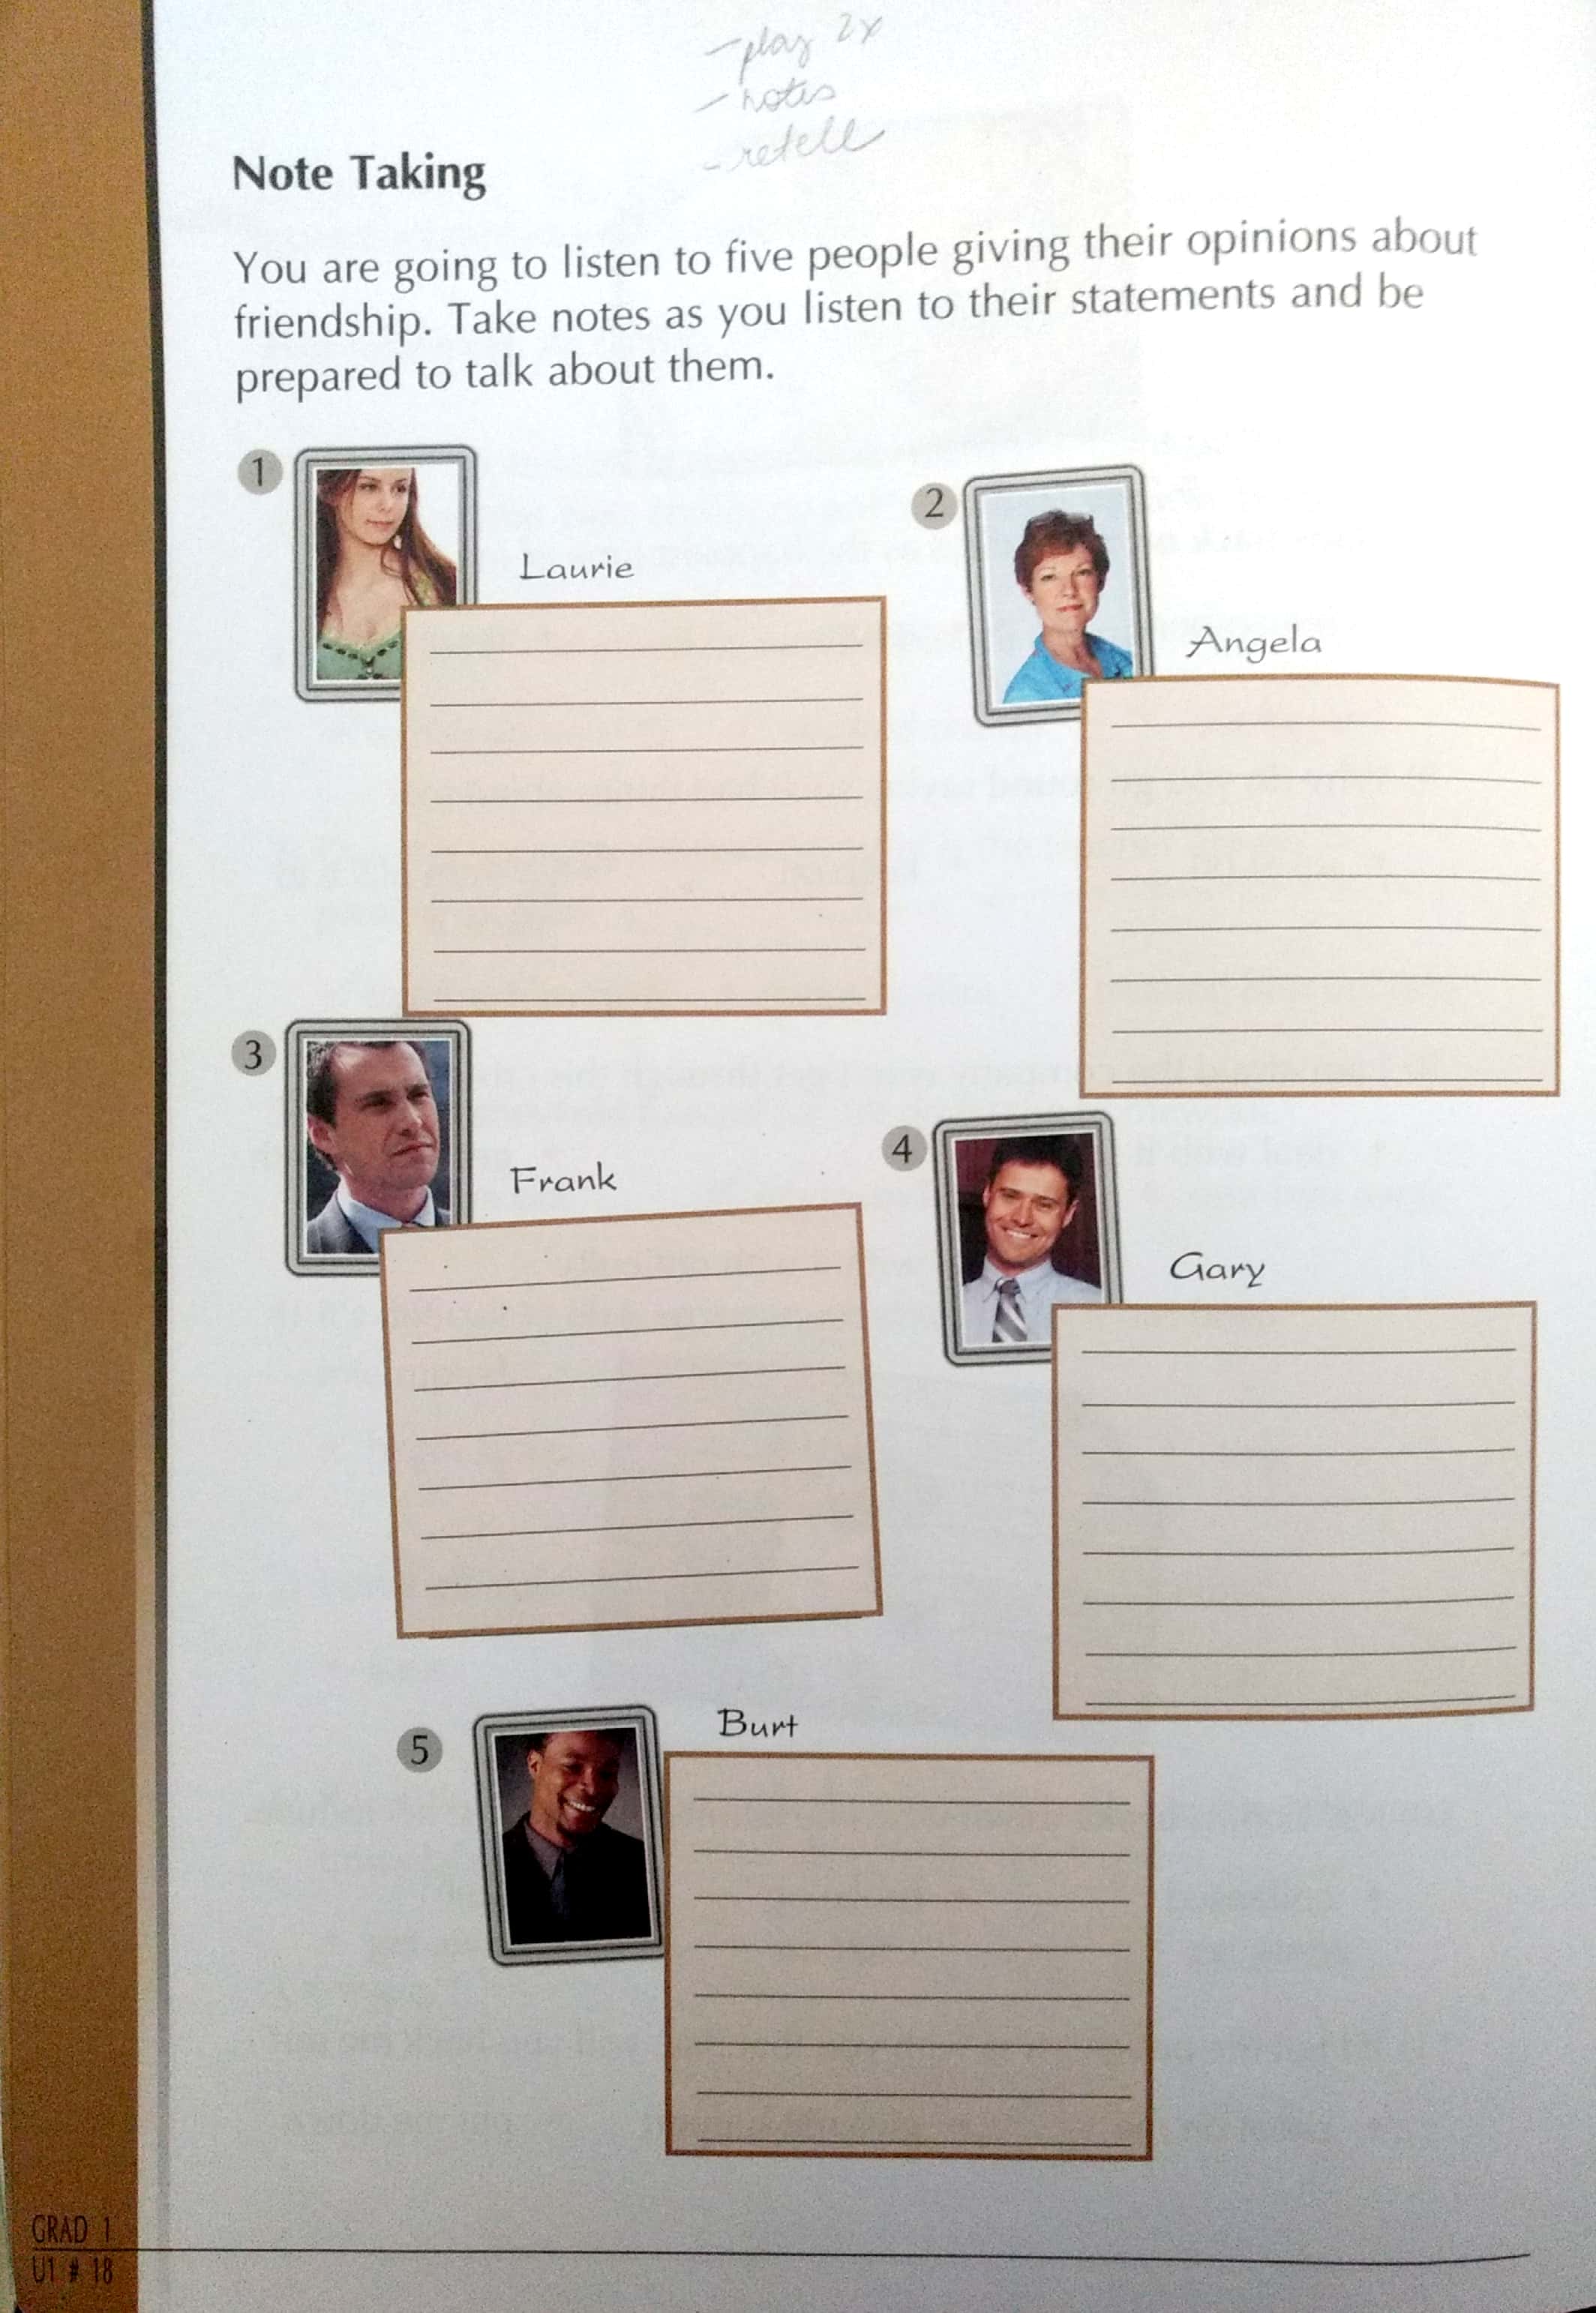 -play 2x
-notes
-retell
Note Taking
You are going to listen to five people giving their opinions about
friendship. Take notes as you listen to their statements and be
prepared to talk about them.
1
Laurie
2
Angela
3
Frank
4
Gary
5
Burt
GRAD 1
U1 # 18